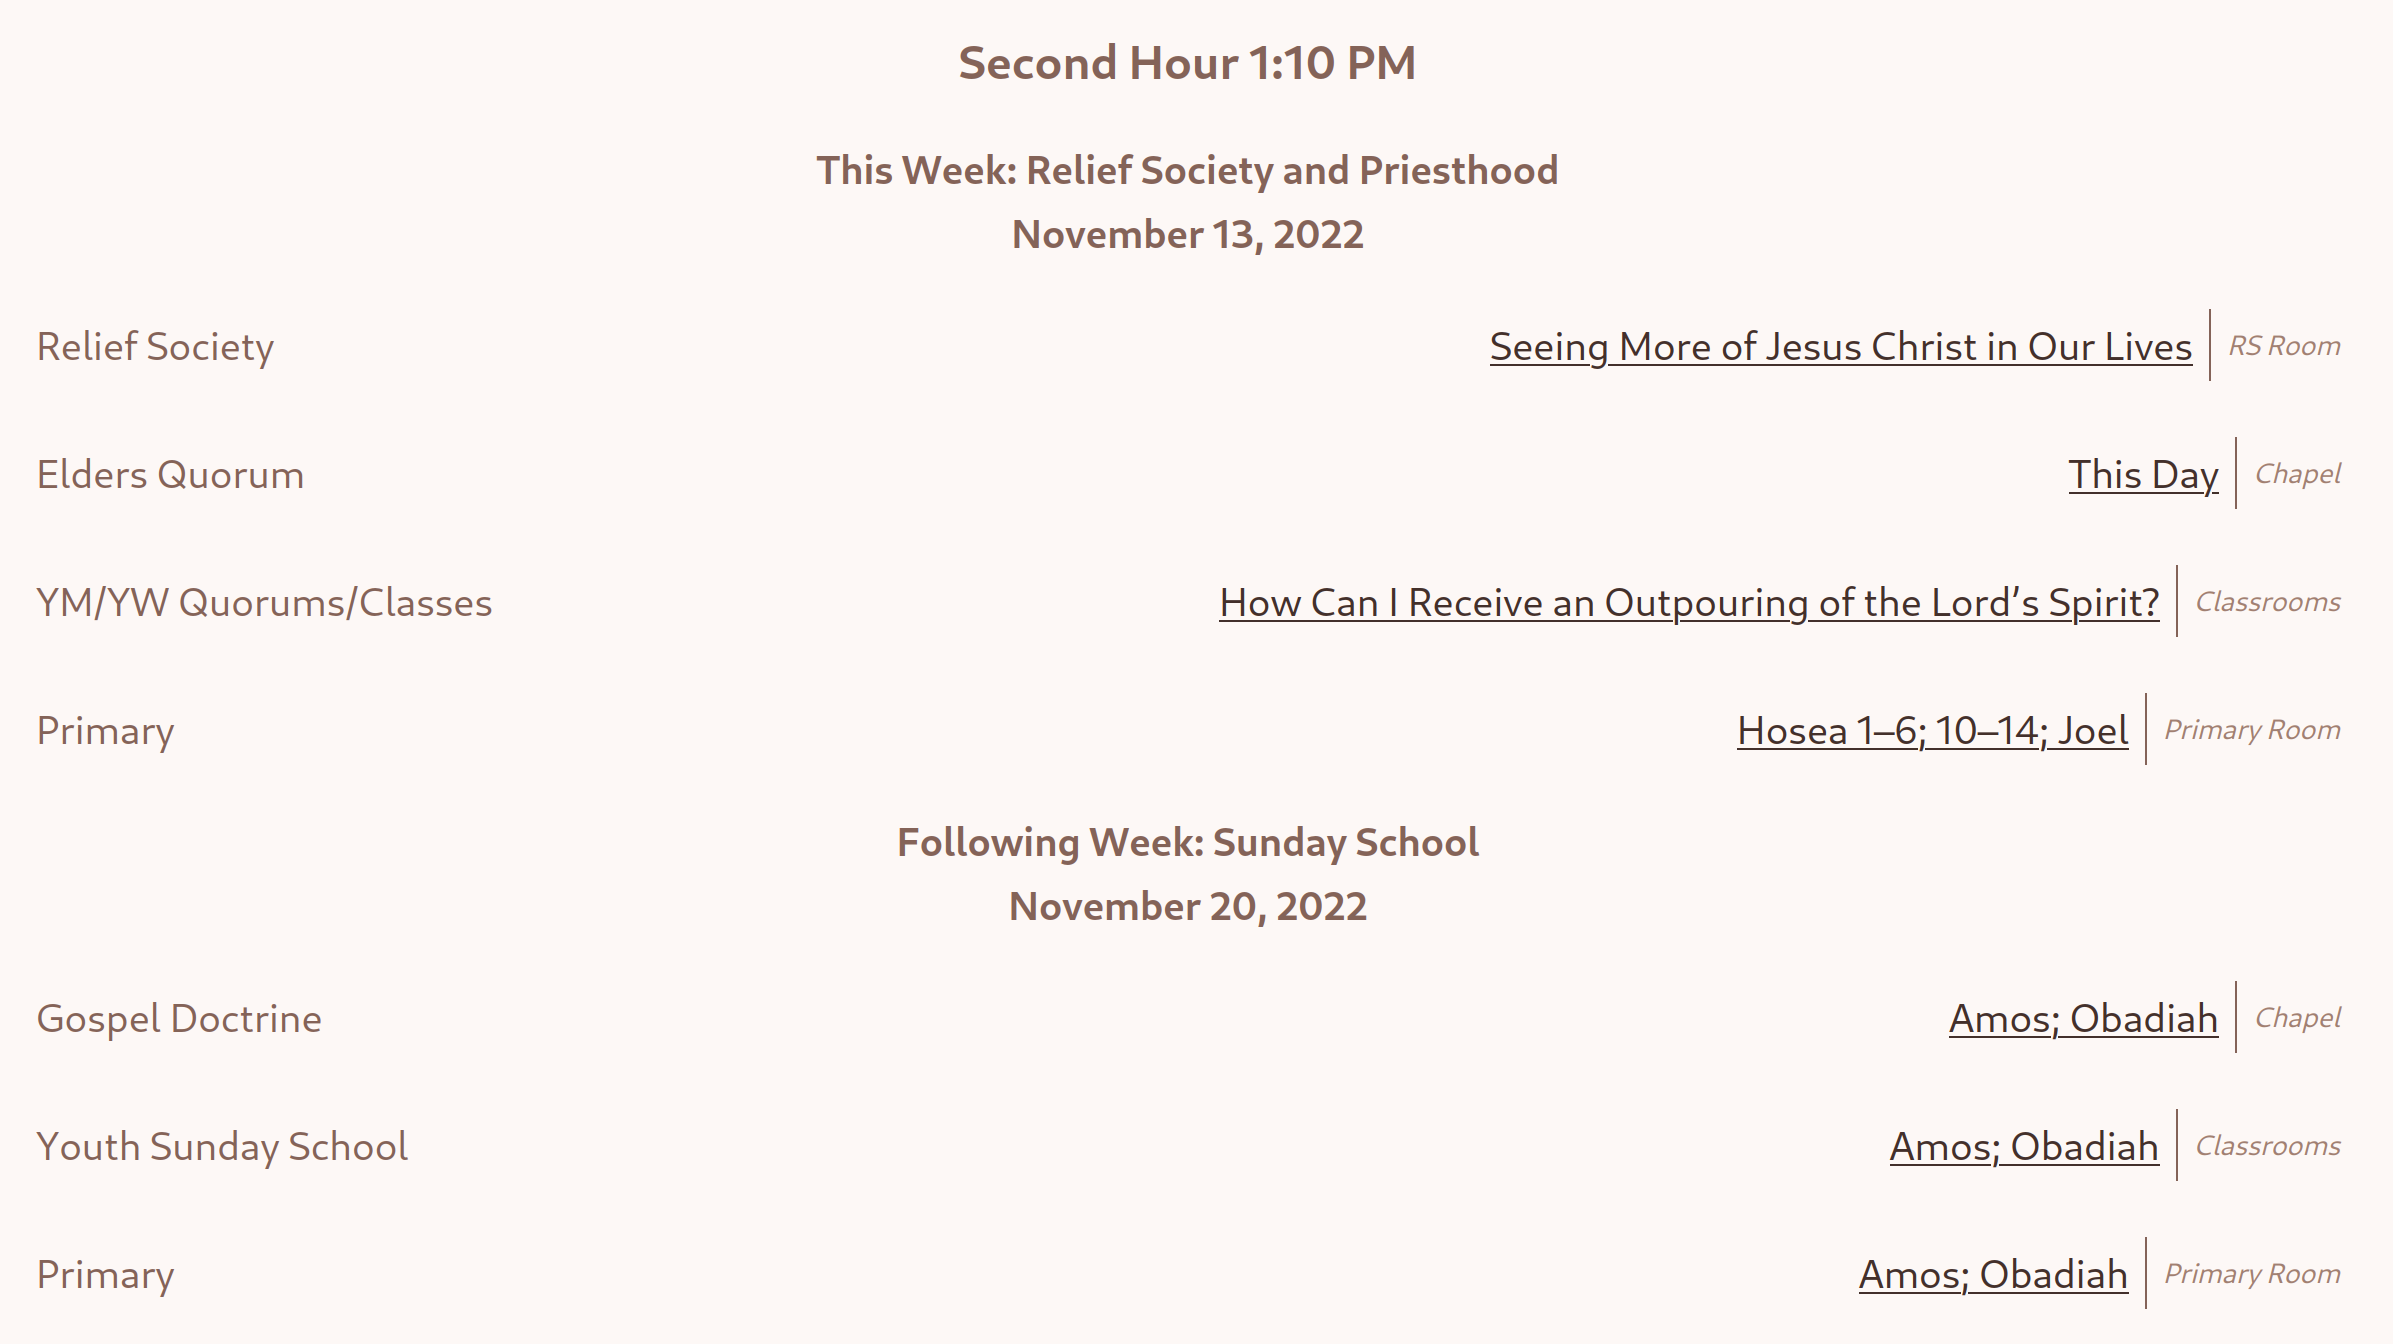 Second Hour 1:10 PM
This Week: Relief Society and Priesthood
November 13, 2022
Relief Society Seeing More of Jesus Christ in Our Lives RS Room
Elders Quorum This Day Chapel
YM/YW Quorums/Classes How Can I Receive an Outpouring of the Lord’s Spirit? Classrooms
Primary Hosea 1–6; 10–14; Joel Primary Room
Following Week: Sunday School
November 20, 2022
Gospel Doctrine Amos; Obadiah Chapel
Youth Sunday School Amos; Obadiah Classrooms
Primary Amos; Obadiah Primary Room